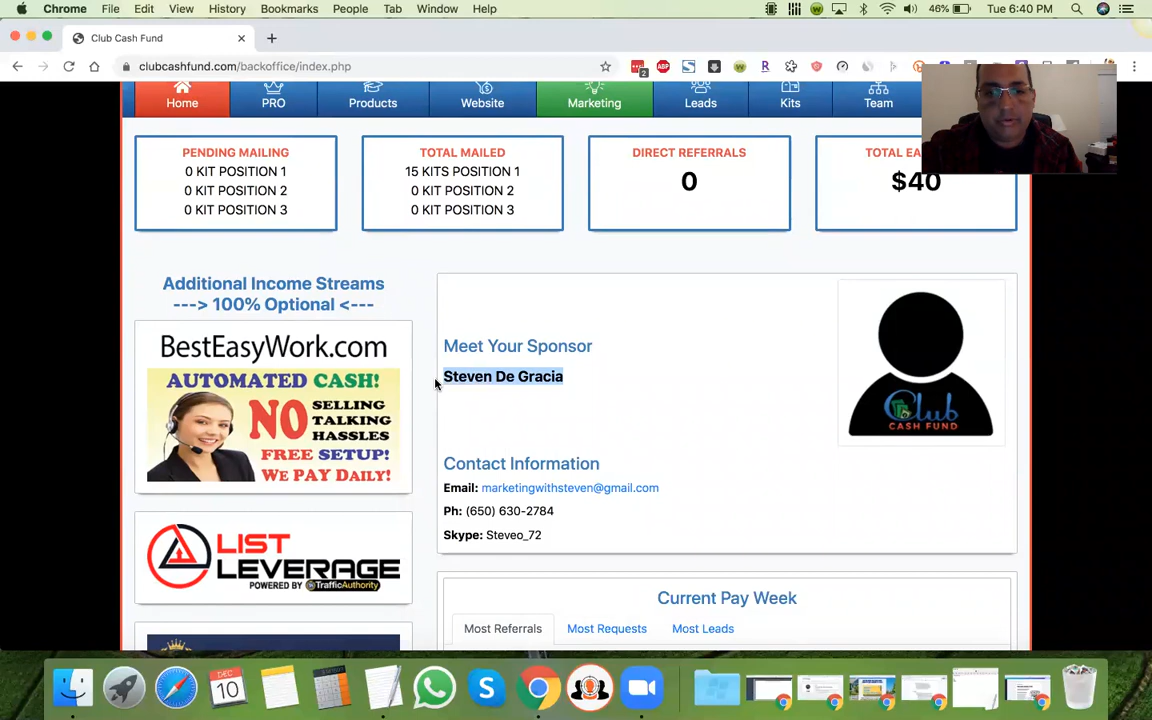 Chrome File Edit View History Bookmarks People Tab Window Help 46% Tue 6:40 PM
Club Cash Fund
clubcashfund.com/backoffice/index.php
2
Home PRO Products Website Marketing Leads Kits Team
PENDING MAILING
0 KIT POSITION 1
0 KIT POSITION 2
0 KIT POSITION 3
TOTAL MAILED
15 KITS POSITION 1
0 KIT POSITION 2
0 KIT POSITION 3
DIRECT REFERRALS
0
TOTAL EA
$40
Additional Income Streams
---> 100% Optional <---
BestEasyWork.com
AUTOMATED CASH!
NO SELLING
TALKING
HASSLES
FREE SETUP!
WE PAY DAILY!
LIST
LEVERAGE
POWERED BY TrafficAuthority
Meet Your Sponsor
Steven De Gracia
Club
CASH FUND
Contact Information
Email: marketingwithsteven@gmail.com
Ph: (650) 630-2784
Skype: Steveo_72
Current Pay Week
Most Referrals Most Requests Most Leads
DEC
10